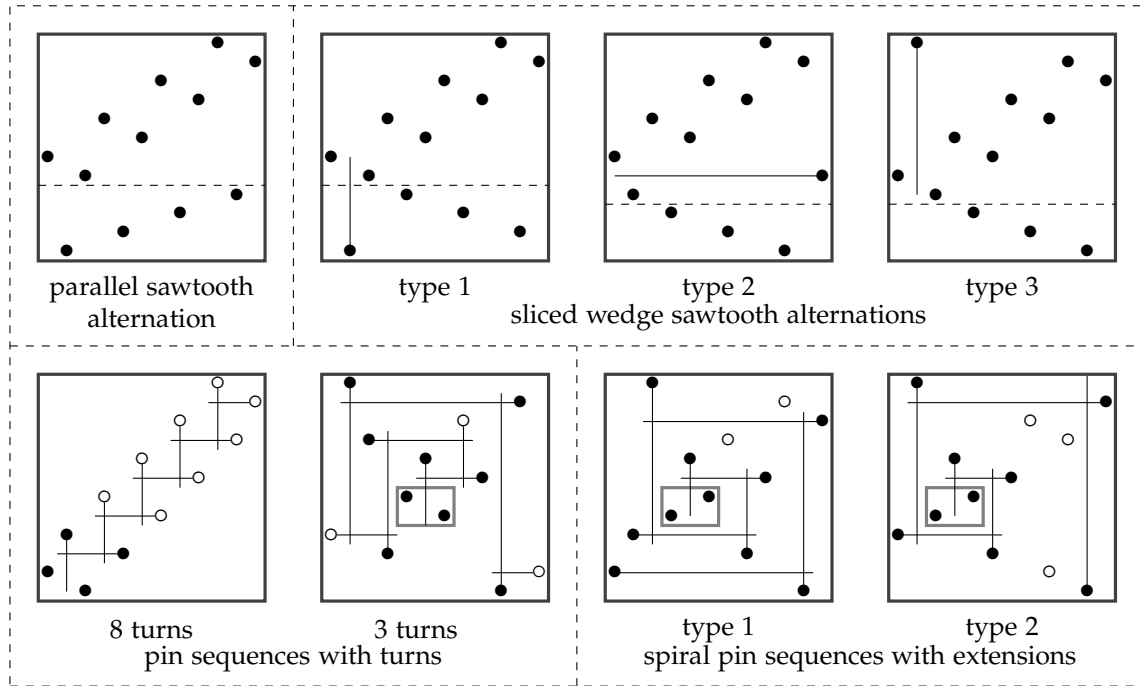 parallel sawtooth
alternation
type 1
type 2
type 3
sliced wedge sawtooth alternations
8 turns
3 turns
pin sequences with turns
type 1
type 2
spiral pin sequences with extensions